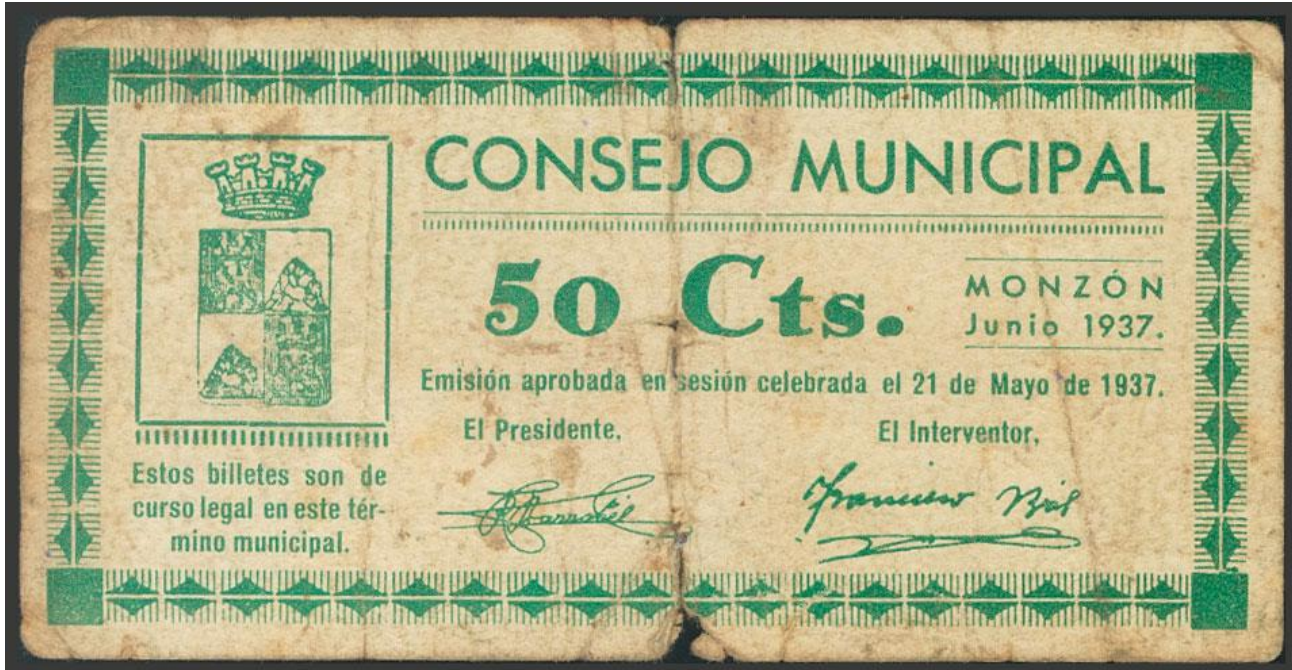 CONSEJO MUNICIPAL
50 Cts.
MONZÓN
Junio 1937.
Emisión aprobada en sesión celebrada el 21 de Mayo de 1937.
El Presidente,
El Interventor,
Francisco
Estos billetes son de
curso legal en este tér-
mino municipal.